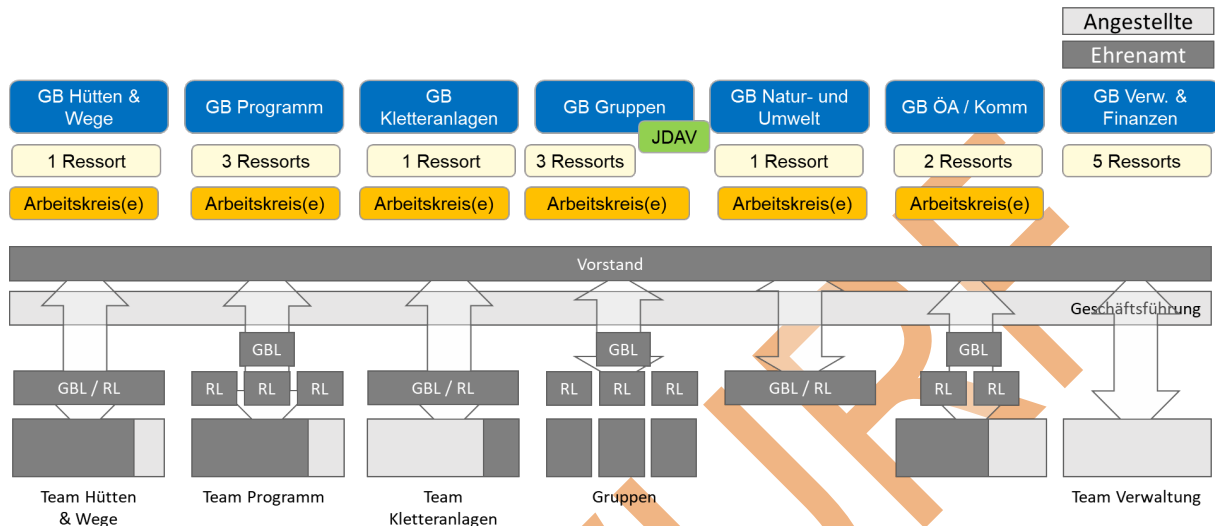 Angestellte
Ehrenamt
GB Hütten &
Wege
GB Programm
GB
Kletteranlagen
GB Gruppen
JDAV
GB Natur- und
Umwelt
GB ÖA / Komm
GB Verw. &
Finanzen
1 Ressort
3 Ressorts
1 Ressort
3 Ressorts
1 Ressort
2 Ressorts
5 Ressorts
Arbeitskreis(e)
Arbeitskreis(e)
Arbeitskreis(e)
Arbeitskreis(e)
Arbeitskreis(e)
Arbeitskreis(e)
Vorstand
Geschäftsführung
GBL
GBL
GBL
GBL / RL
RL
RL
RL
GBL / RL
RL
RL
RL
GBL / RL
RL
RL
Team Hütten
& Wege
Team Programm
Team
Kletteranlagen
Gruppen
Team Verwaltung